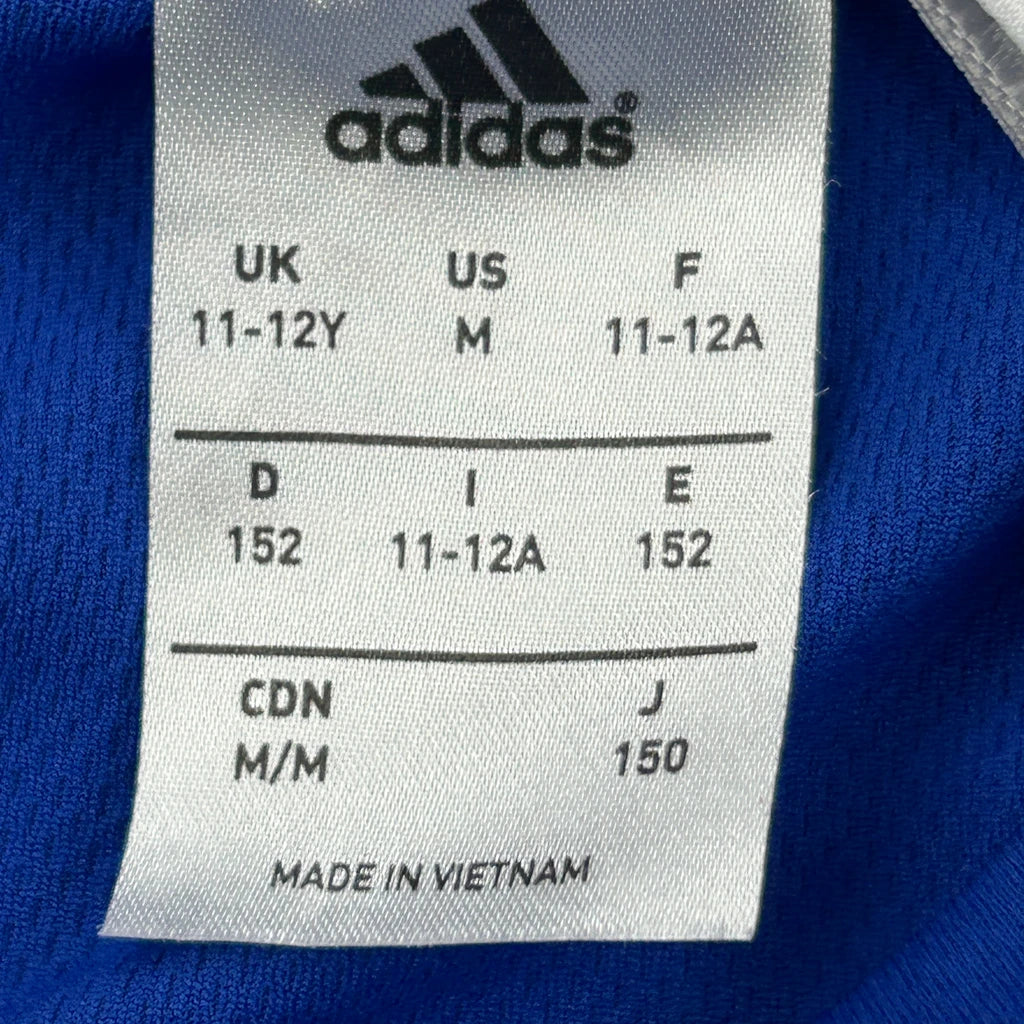 adidas®
UK US F
11-12Y M 11-12A
D I E
152 11-12A 152
CDN J
M/M 150
MADE IN VIETNAM